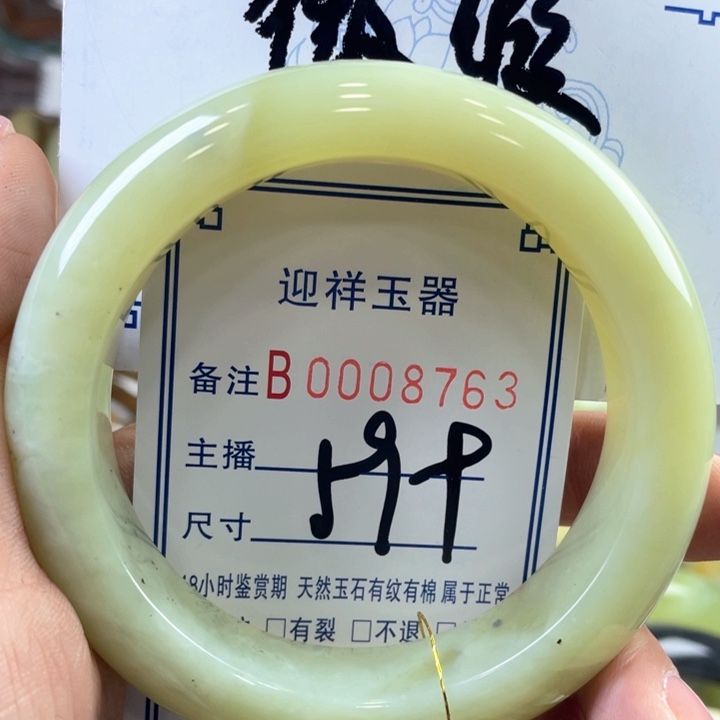 迎祥玉器
备注B0008763
主播
尺寸 59
8小时鉴赏期 天然玉石有纹有棉属于正常
□有裂 □不退